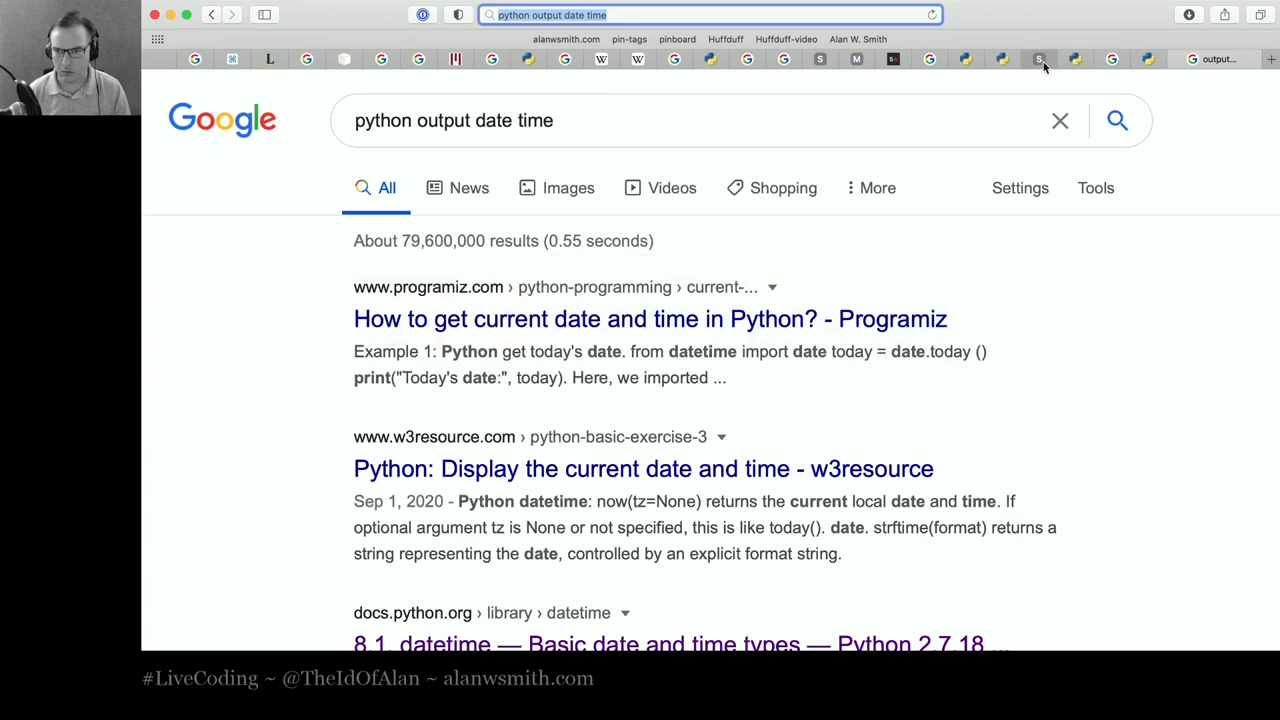 python output date time
alanwsmith.com pin-tags pinboard Huffduff Huffduff-video Alan W. Smith
output...
Google
python output date time
All News Images Videos Shopping More Settings Tools
About 79,600,000 results (0.55 seconds)
www.programiz.com › python-programming › current-...
How to get current date and time in Python? - Programiz
Example 1: Python get today's date. from datetime import date today = date.today ()
print("Today's date:", today). Here, we imported ...
www.w3resource.com › python-basic-exercise-3
Python: Display the current date and time - w3resource
Sep 1, 2020 - Python datetime: now(tz=None) returns the current local date and time. If
optional argument tz is None or not specified, this is like today(). date. strftime(format) returns a
string representing the date, controlled by an explicit format string.
docs.python.org › library › datetime
8.1. datetime — Basic date and time types — Python 2.7.18 ...
#LiveCoding ~ @TheIdOfAlan ~ alanwsmith.com